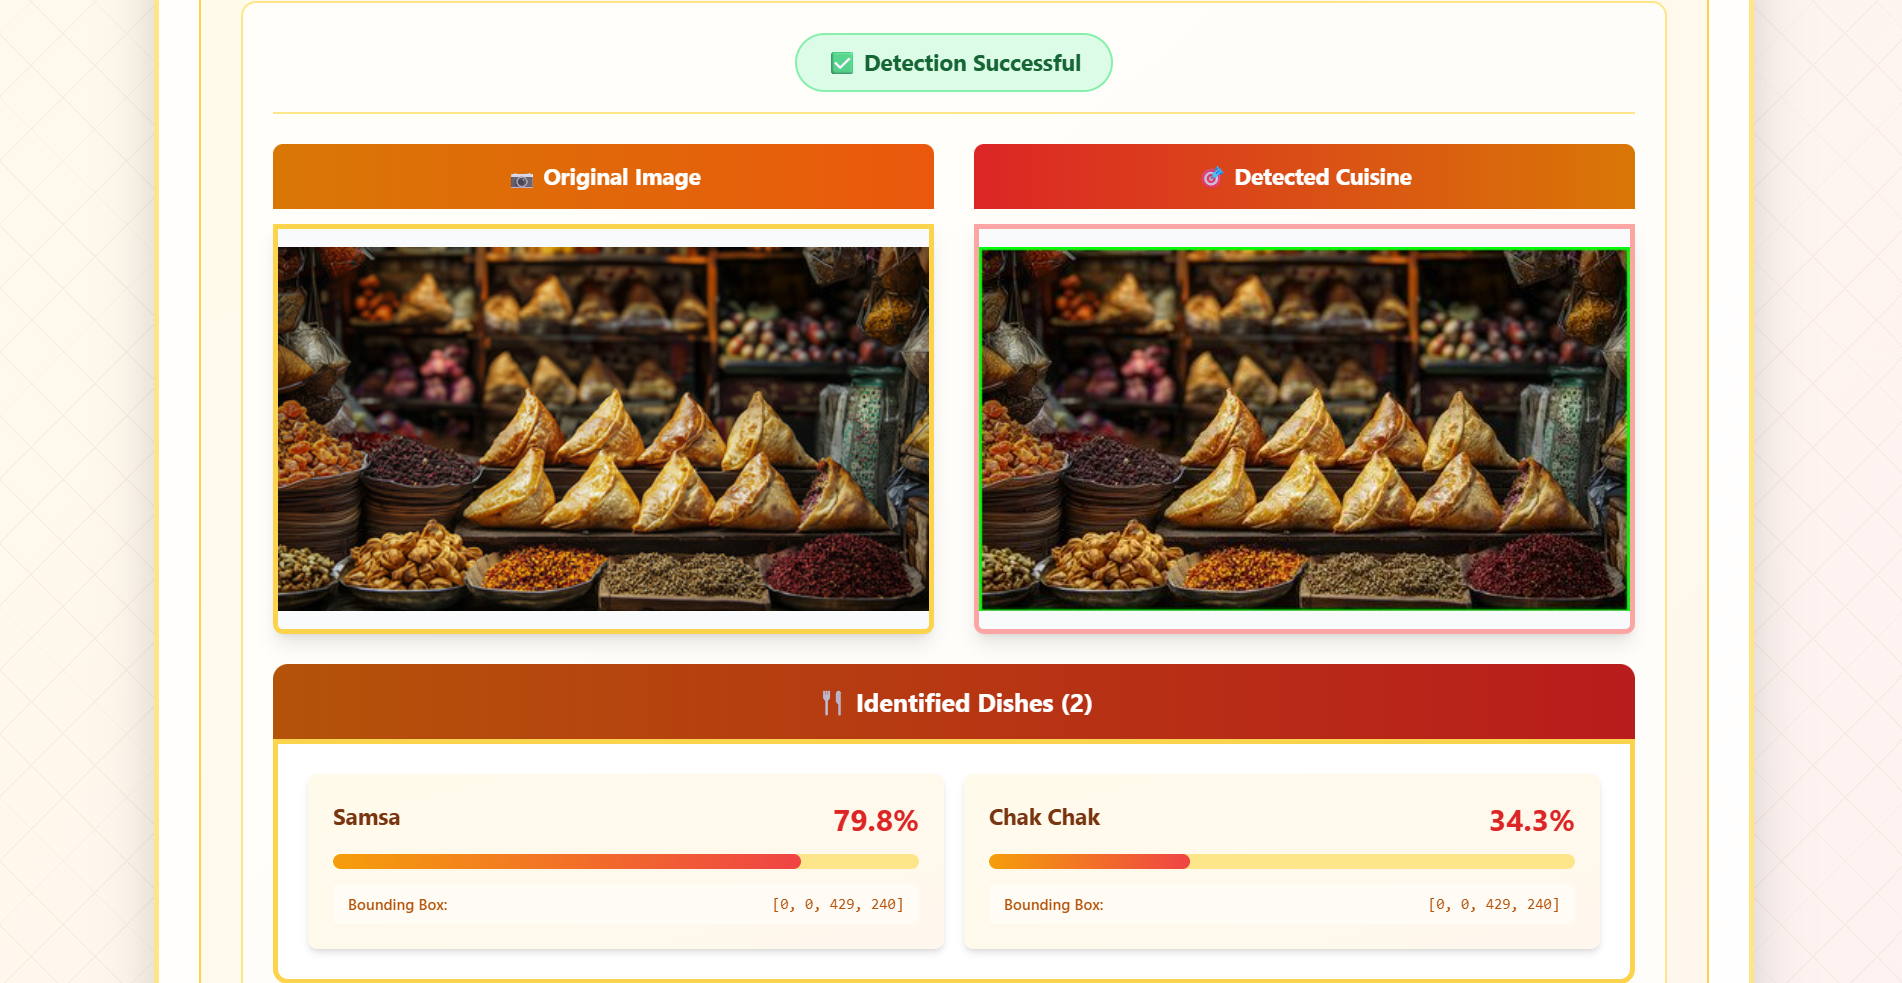 ✅ Detection Successful
📷 Original Image
🎯 Detected Cuisine
🍴 Identified Dishes (2)
Samsa 79.8%
Bounding Box: [0, 0, 429, 240]
Chak Chak 34.3%
Bounding Box: [0, 0, 429, 240]